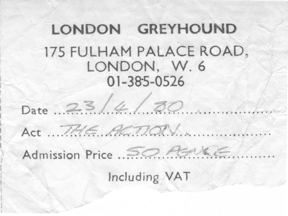 LONDON GREYHOUND
175 FULHAM PALACE ROAD,
LONDON, W. 6
01-385-0526
Date 23/4/80
Act THE ACTION
Admission Price 50 PENCE
Including VAT